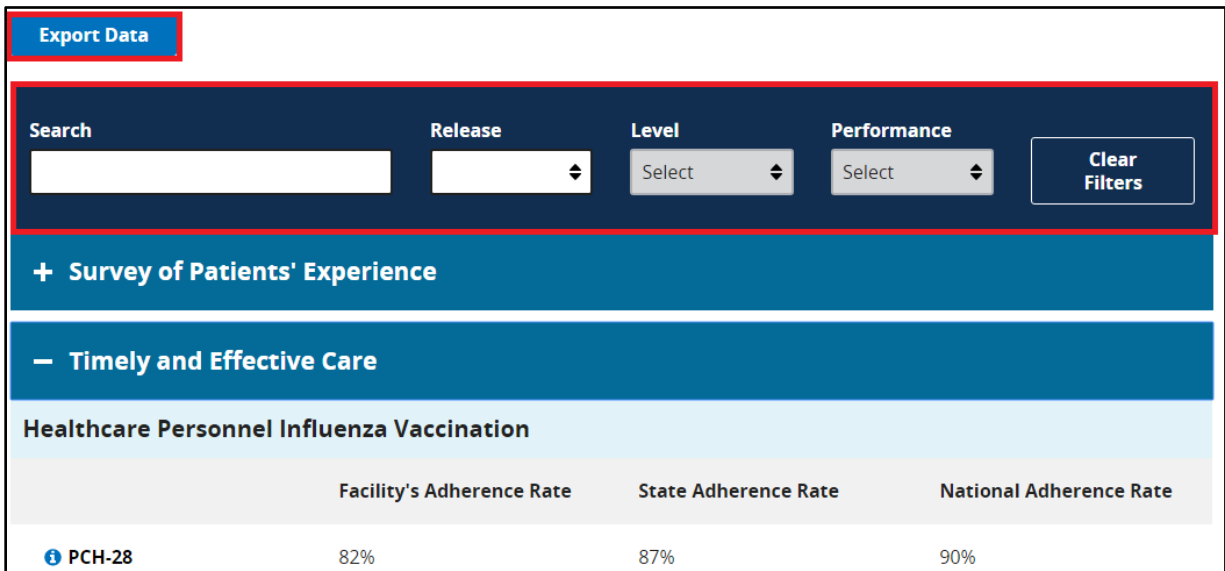 Export Data
Search Release Level Performance
Select Select Clear Filters
+ Survey of Patients' Experience
− Timely and Effective Care
Healthcare Personnel Influenza Vaccination
Facility's Adherence Rate State Adherence Rate National Adherence Rate
PCH-28 82% 87% 90%